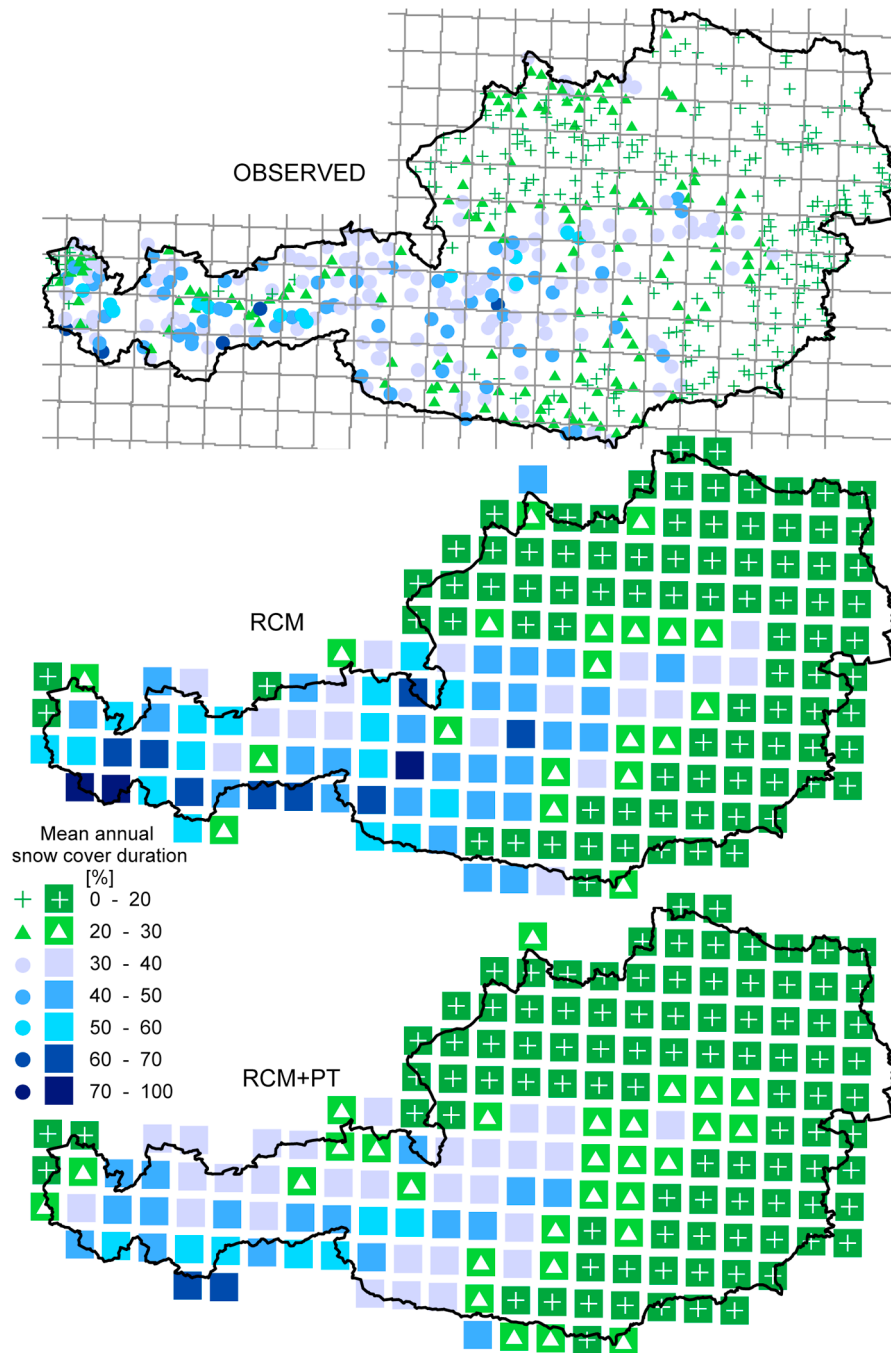 OBSERVED
RCM
Mean annual
snow cover duration
[%]
0 - 20
20 - 30
30 - 40
40 - 50
50 - 60
60 - 70
70 - 100
RCM+PT